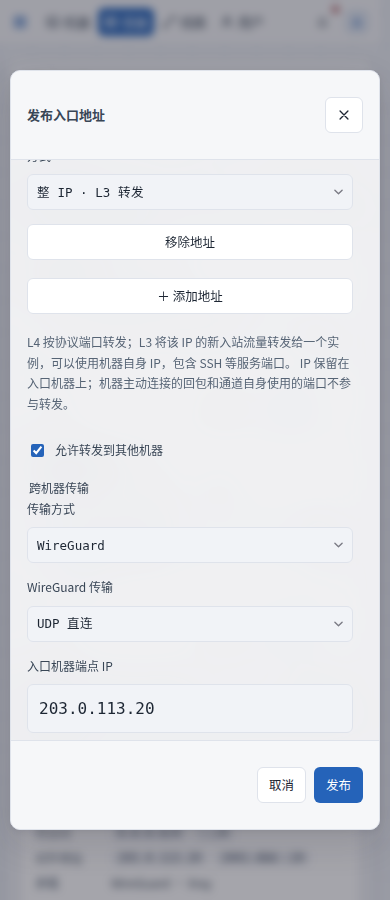 发布入口地址
整 IP · L3 转发
移除地址
+ 添加地址
L4 按协议端口转发；L3 将该 IP 的新入站流量转发给一个实
例，可以使用机器自身 IP，包含 SSH 等服务端口。 IP 保留在
入口机器上；机器主动连接的回包和通道自身使用的端口不参
与转发。
允许转发到其他机器
跨机器传输
传输方式
WireGuard
WireGuard 传输
UDP 直连
入口机器端点 IP
203.0.113.20
取消
发布